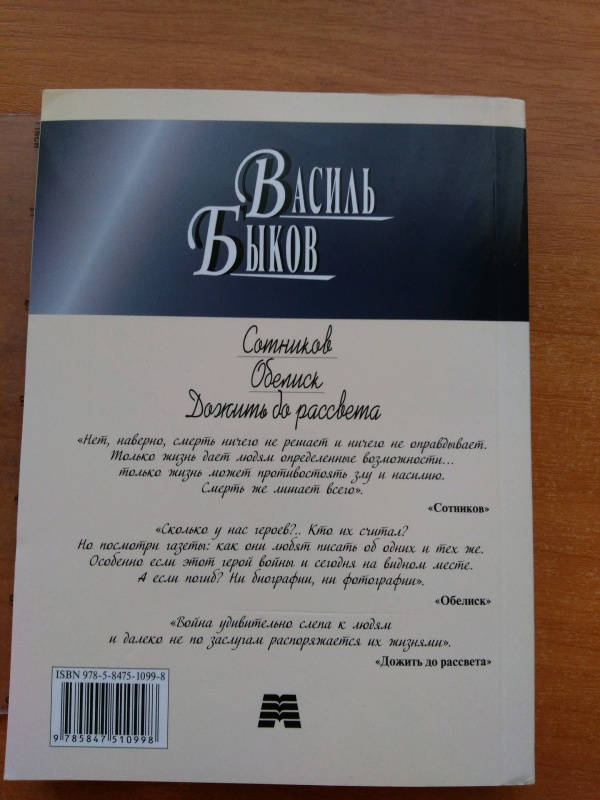 Василь
Быков
Сотников
Обелиск
Дожить до рассвета
«Нет, наверно, смерть ничего не решает и ничего не оправдывает.
Только жизнь дает людям определенные возможности...
только жизнь может противостоять злу и насилию.
Смерть же лишает всего».
«Сотников»
«Сколько у нас героев?.. Кто их считал?
Но посмотри газеты: как они любят писать об одних и тех же.
Особенно если этот герой войны и сегодня на видном месте.
А если погиб? Ни биографии, ни фотографии».
«Обелиск»
«Война удивительно слепа к людям
и далеко не по заслугам распоряжается их жизнями».
«Дожить до рассвета»
ISBN 978-5-8475-1099-8
9 785847 510998